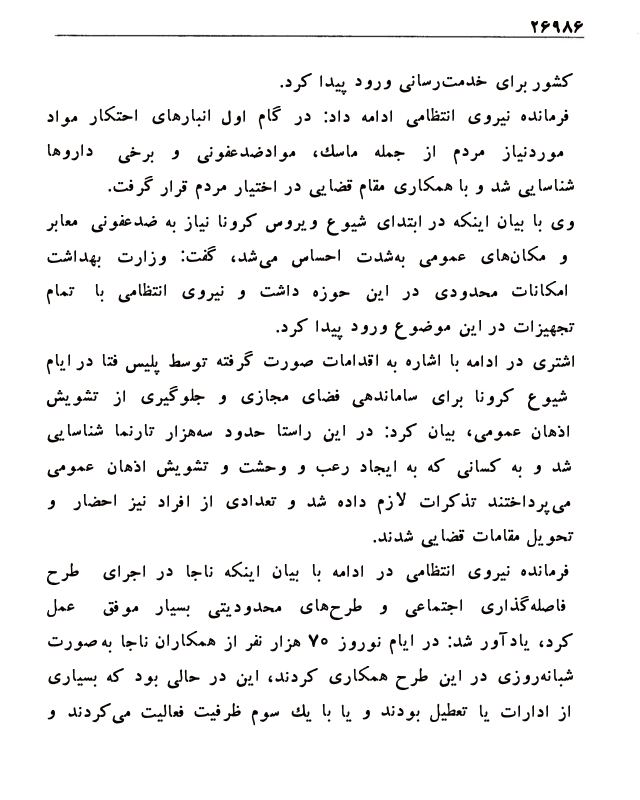 ۲۶۹۸۶
کشور برای خدمت‌رسانی ورود پیدا کرد.
فرمانده نیروی انتظامی ادامه داد: در گام اول انبارهای احتکار مواد
موردنیاز مردم از جمله ماسك، موادضدعفونی و برخی داروها
شناسایی شد و با همکاری مقام قضایی در اختیار مردم قرار گرفت.
وی با بیان اینکه در ابتدای شیوع ویروس کرونا نیاز به ضدعفونی معابر
و مکان‌های عمومی به‌شدت احساس می‌شد، گفت: وزارت بهداشت
امکانات محدودی در این حوزه داشت و نیروی انتظامی با تمام
تجهیزات در این موضوع ورود پیدا کرد.
اشتری در ادامه با اشاره به اقدامات صورت گرفته توسط پلیس فتا در ایام
شیوع کرونا برای ساماندهی فضای مجازی و جلوگیری از تشویش
اذهان عمومی، بیان کرد: در این راستا حدود سه‌هزار تارنما شناسایی
شد و به کسانی که به ایجاد رعب و وحشت و تشویش اذهان عمومی
می‌پرداختند تذکرات لازم داده شد و تعدادی از افراد نیز احضار و
تحویل مقامات قضایی شدند.
فرمانده نیروی انتظامی در ادامه با بیان اینکه ناجا در اجرای طرح
فاصله‌گذاری اجتماعی و طرح‌های محدودیتی بسیار موفق عمل
کرد، یادآور شد: در ایام نوروز ۷۰ هزار نفر از همکاران ناجا به‌صورت
شبانه‌روزی در این طرح همکاری کردند، این در حالی بود که بسیاری
از ادارات یا تعطیل بودند و یا با یك سوم ظرفیت فعالیت می‌کردند و